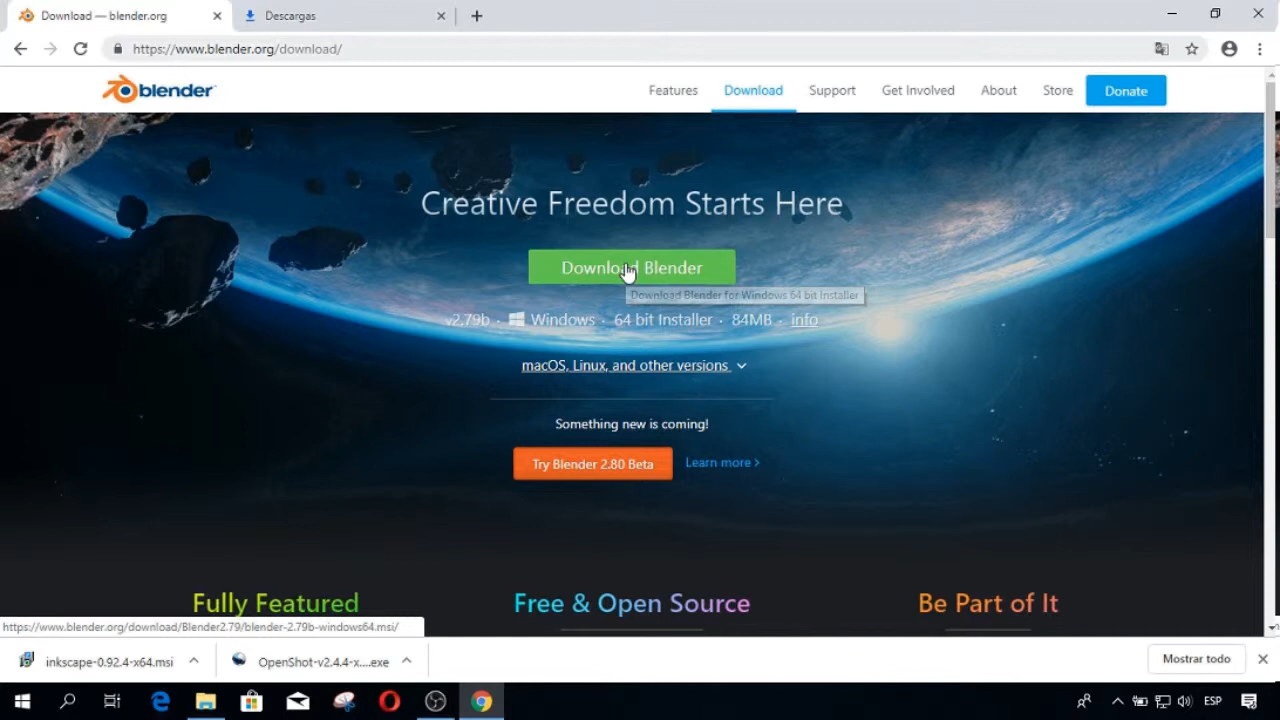 Download — blender.org
Descargas
https://www.blender.org/download/
blender
Features
Download
Support
Get Involved
About
Store
Donate
Creative Freedom Starts Here
Download Blender
Download Blender for Windows 64 bit Installer
v2.79b · Windows · 64 bit Installer · 84MB · info
macOS, Linux, and other versions
Something new is coming!
Try Blender 2.80 Beta
Learn more >
Fully Featured
Free & Open Source
Be Part of It
https://www.blender.org/download/Blender2.79/blender-2.79b-windows64.msi/
inkscape-0.92.4-x64.msi
OpenShot-v2.4.4-x....exe
Mostrar todo
ESP